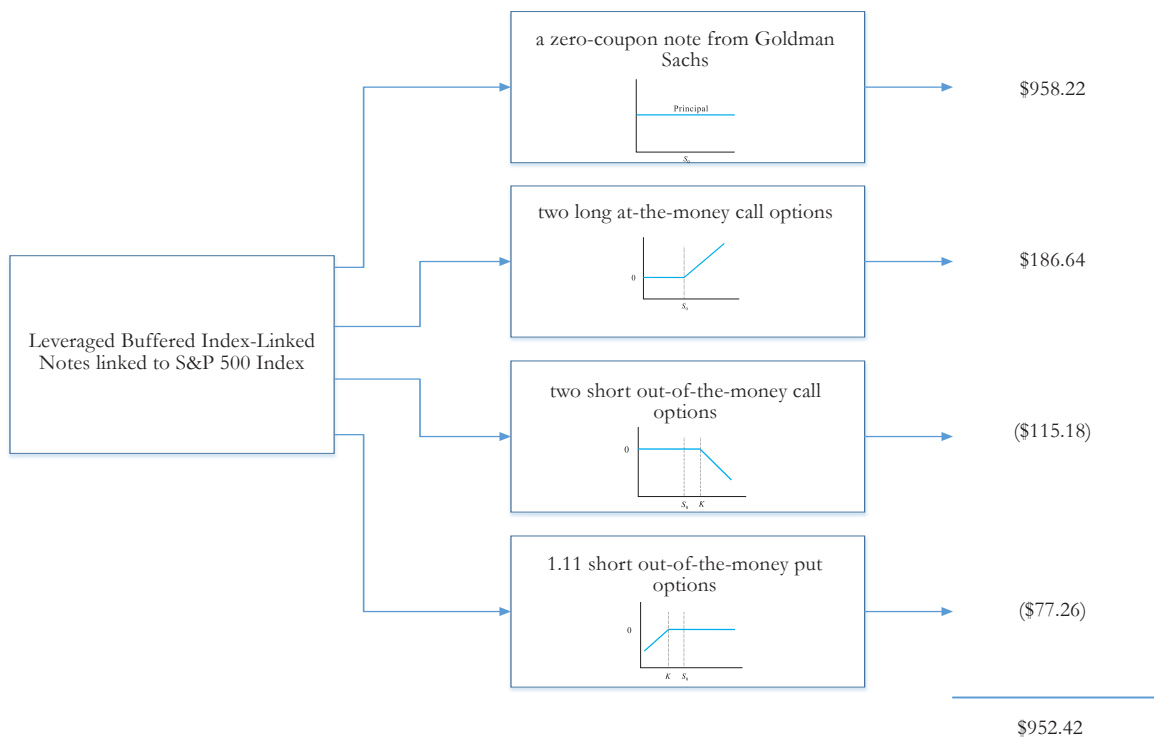 a zero-coupon note from Goldman
Sachs
Principal
S₀
$958.22
two long at-the-money call options
0
S₀
$186.64
Leveraged Buffered Index-Linked
Notes linked to S&P 500 Index
two short out-of-the-money call
options
0
S₀ K
($115.18)
1.11 short out-of-the-money put
options
0
K S₀
($77.26)
$952.42